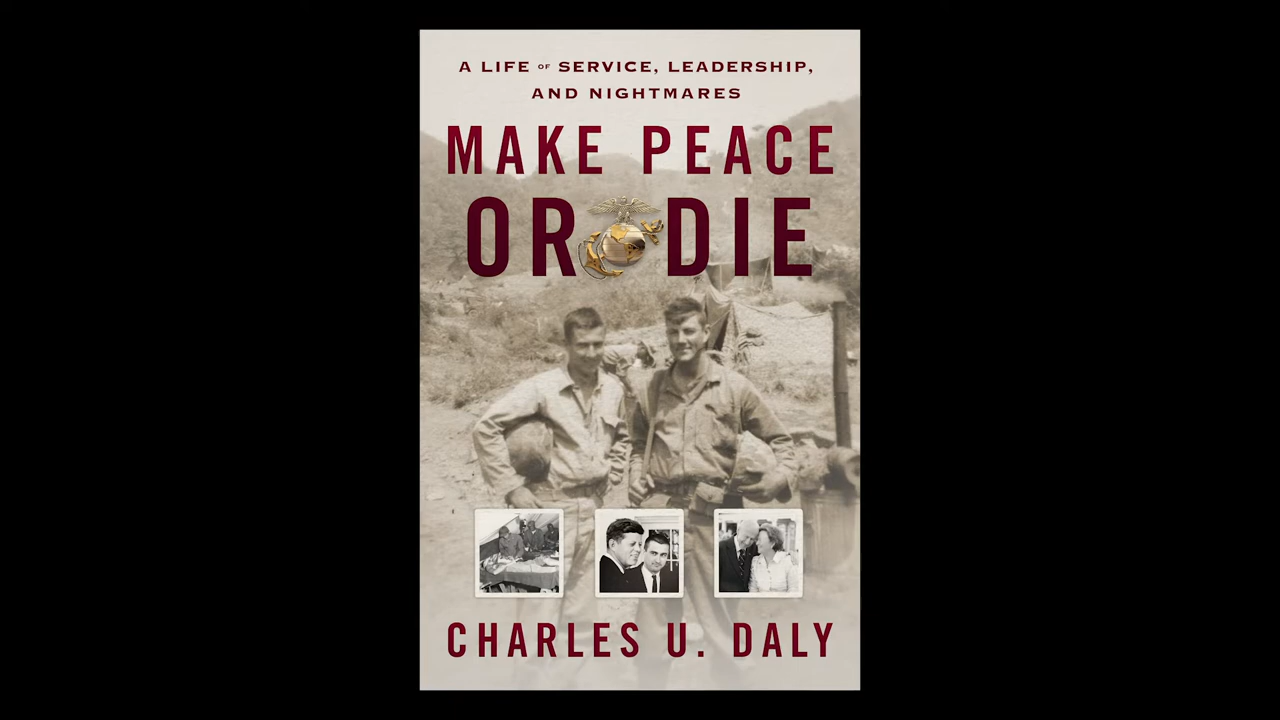 A LIFE OF SERVICE, LEADERSHIP,
AND NIGHTMARES
MAKE PEACE
OR DIE
CHARLES U. DALY